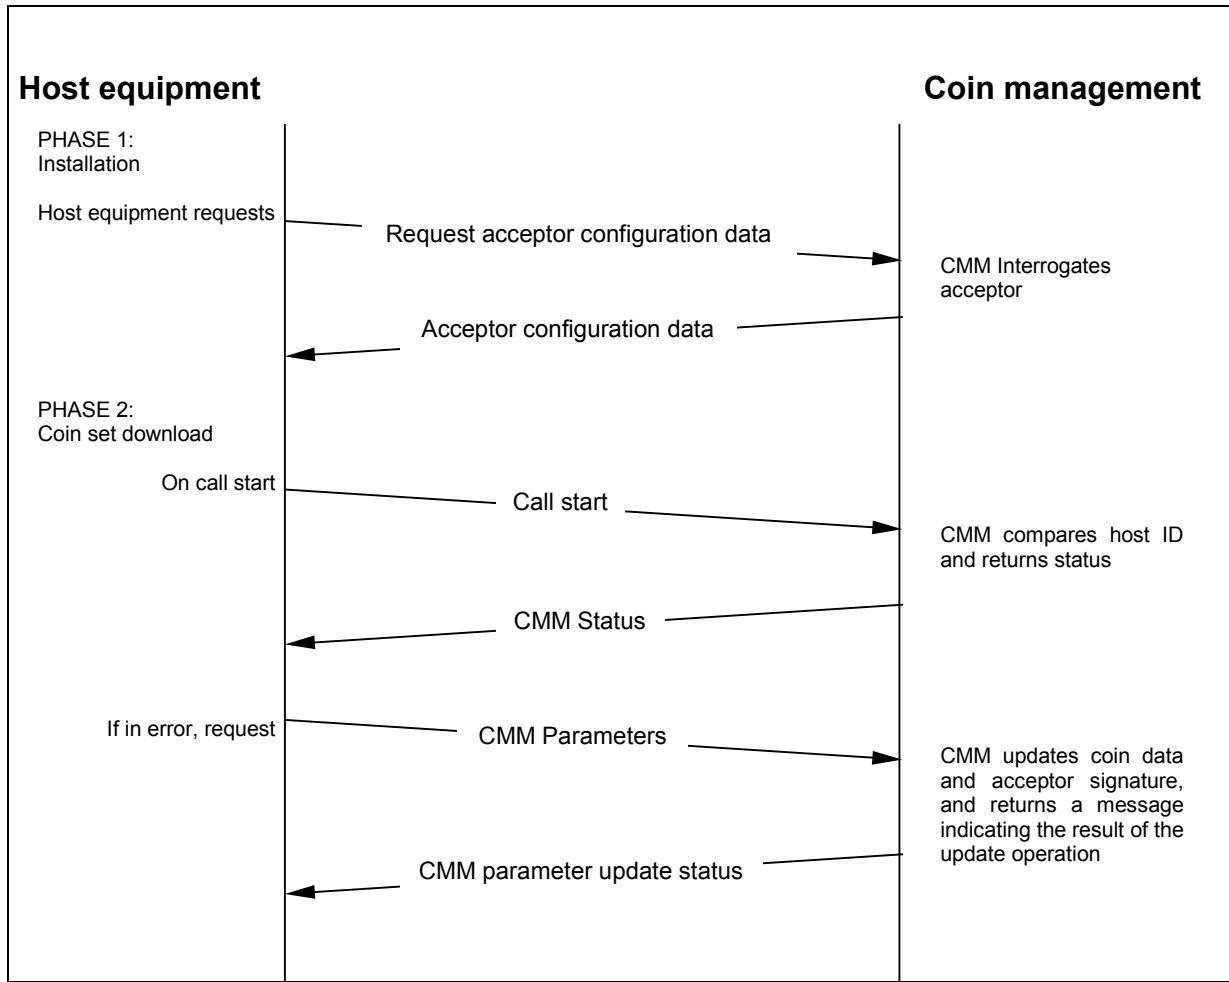 Host equipment
Coin management
PHASE 1:
Installation
Host equipment requests
Request acceptor configuration data
CMM Interrogates
acceptor
Acceptor configuration data
PHASE 2:
Coin set download
On call start
Call start
CMM compares host ID
and returns status
CMM Status
If in error, request
CMM Parameters
CMM updates coin data
and acceptor signature,
and returns a message
indicating the result of the
update operation
CMM parameter update status